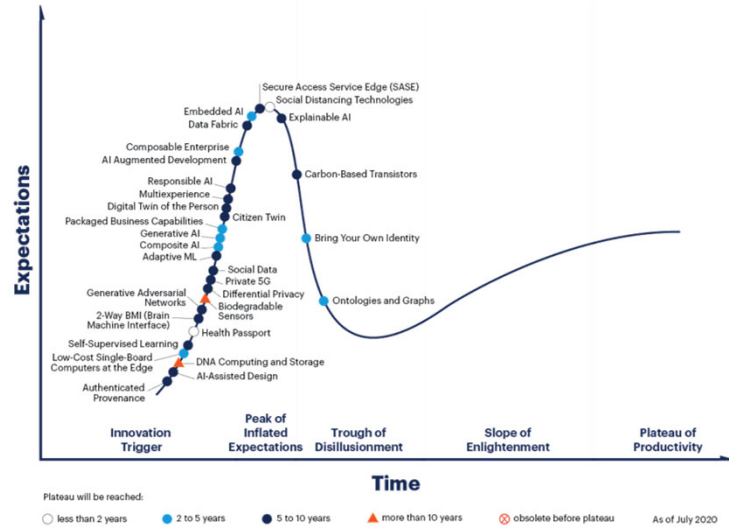 Expectations
Secure Access Service Edge (SASE)
Social Distancing Technologies
Embedded AI
Data Fabric
Explainable AI
Composable Enterprise
AI Augmented Development
Carbon-Based Transistors
Responsible AI
Multiexperience
Digital Twin of the Person
Citizen Twin
Packaged Business Capabilities
Generative AI
Bring Your Own Identity
Composite AI
Adaptive ML
Social Data
Private 5G
Differential Privacy
Generative Adversarial
Networks
Biodegradable
Sensors
Ontologies and Graphs
2-Way BMI (Brain
Machine Interface)
Health Passport
Self-Supervised Learning
Low-Cost Single-Board
Computers at the Edge
DNA Computing and Storage
AI-Assisted Design
Authenticated
Provenance
Innovation
Trigger
Peak of
Inflated
Expectations
Trough of
Disillusionment
Slope of
Enlightenment
Plateau of
Productivity
Time
Plateau will be reached:
less than 2 years
2 to 5 years
5 to 10 years
more than 10 years
obsolete before plateau
As of July 2020